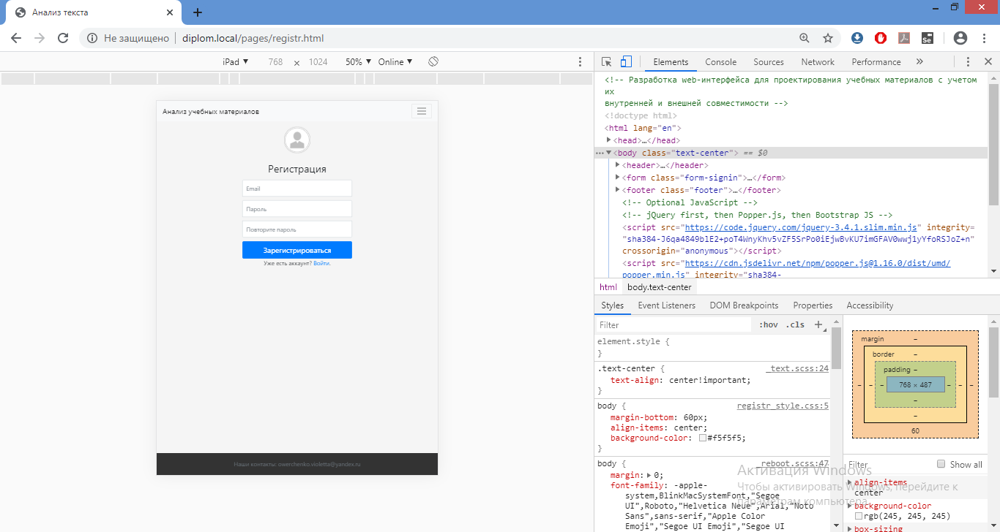 Анализ текста
Не защищено
diplom.local/pages/registr.html
Se
iPad ▼ 768 × 1024 50% ▼ Online ▼
Анализ учебных материалов
Регистрация
Email
Пароль
Повторите пароль
Зарегистрироваться
Уже есть аккаунт? Войти.
Наши контакты: owerchenko.violetta@yandex.ru
Elements Console Sources Network Performance »
<!-- Разработка web-интерфейса для проектирования учебных материалов с учетом
их
внутренней и внешней совместимости -->
<!doctype html>
<html lang="en">
▶<head>…</head>
…▼<body class="text-center"> == $0
▶<header>…</header>
▶<form class="form-signin">…</form>
▶<footer class="footer">…</footer>
<!-- Optional JavaScript -->
<!-- jQuery first, then Popper.js, then Bootstrap JS -->
<script src="https://code.jquery.com/jquery-3.4.1.slim.min.js" integrity=
"sha384-J6qa4849blE2+poT4WnyKhv5vZF5SrPo0iEjwBvKU7imGFAV0wwj1yYfoRSJoZ+n"
crossorigin="anonymous"></script>
<script src="https://cdn.jsdelivr.net/npm/popper.js@1.16.0/dist/umd/
popper.min.js" integrity="sha384-
html body.text-center
Styles Event Listeners DOM Breakpoints Properties Accessibility
Filter :hov .cls +
element.style {
}
.text-center { _text.scss:24
text-align: center!important;
}
body { registr_style.css:5
margin-bottom: 60px;
align-items: center;
background-color: #f5f5f5;
}
body { _reboot.scss:47
margin:▶0;
font-family: -apple-
system,BlinkMacSystemFont,"Segoe
UI",Roboto,"Helvetica Neue",Arial,"Noto
Sans",sans-serif,"Apple Color
Emoji","Segoe UI Emoji","Segoe UI
margin –
border –
padding –
– – – 768 × 487 – – –
–
–
60
Filter Show all
▶align-items
center
▶background-color
rgb(245, 245, 245)
▶box-sizing
Активация Windows
Чтобы активировать Windows, перейдите к
параметрам компьютера.